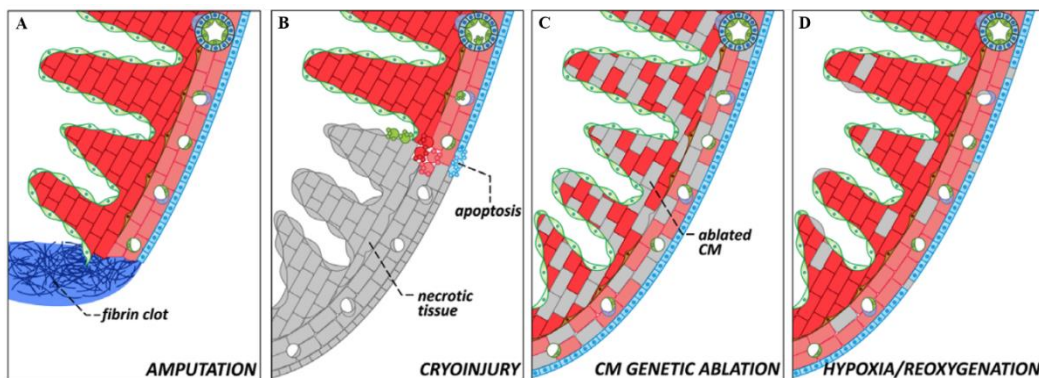 A
B
C
D
apoptosis
ablated
CM
necrotic
tissue
fibrin clot
AMPUTATION
CRYOINJURY
CM GENETIC ABLATION
HYPOXIA/REOXYGENATION